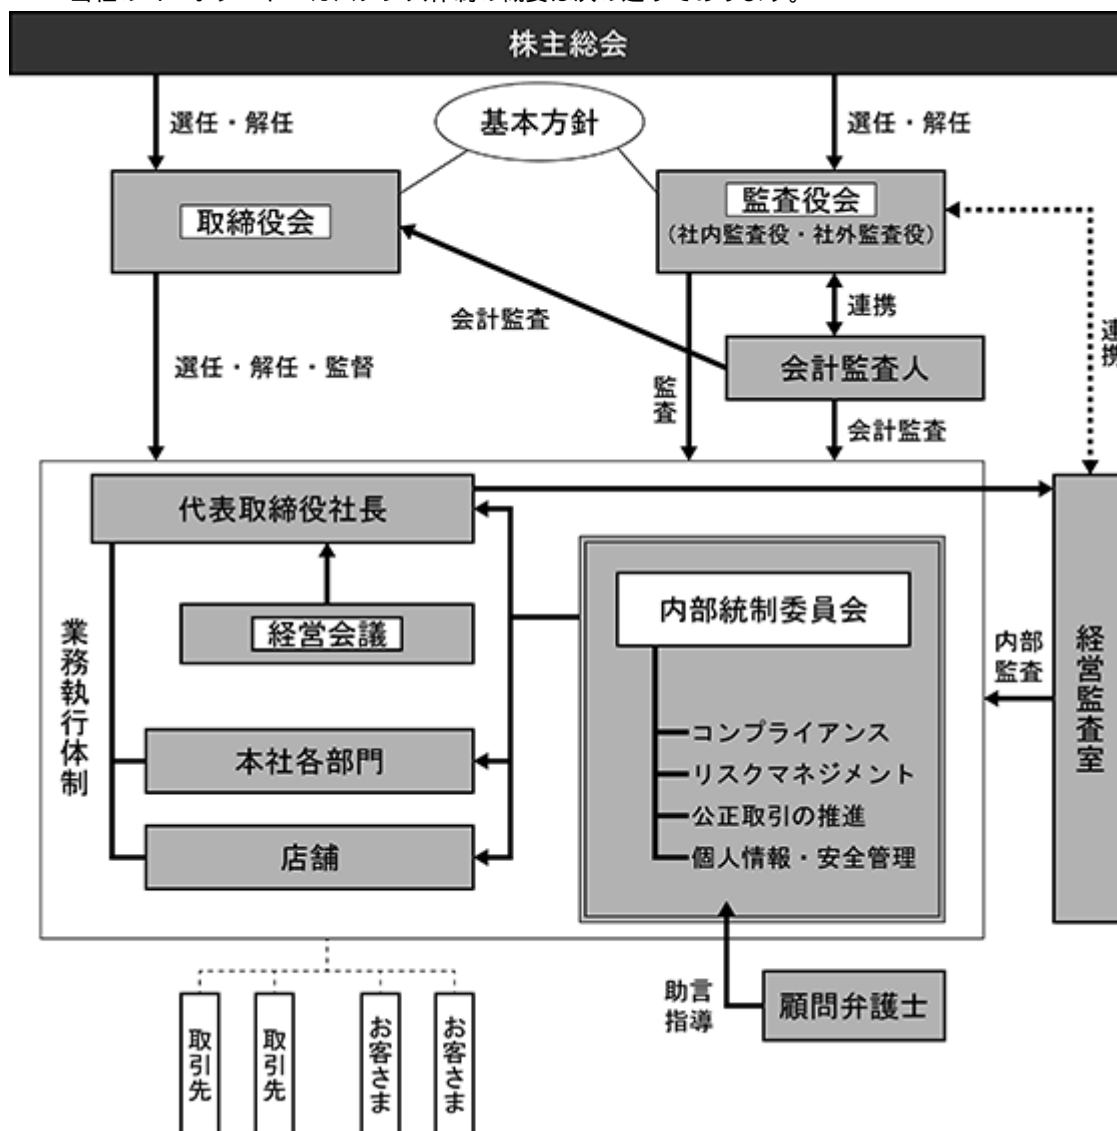 株主総会
選任・解任
基本方針
選任・解任
取締役会
監査役会
(社内監査役・社外監査役)
会計監査
連携
連携
選任・解任・監督
監査
会計監査人
会計監査
代表取締役社長
経営会議
内部統制委員会
業務執行体制
内部
監査
経営監査室
本社各部門
コンプライアンス
リスクマネジメント
公正取引の推進
店舗
個人情報・安全管理
助言
指導
顧問弁護士
取引先
取引先
お客さま
お客さま